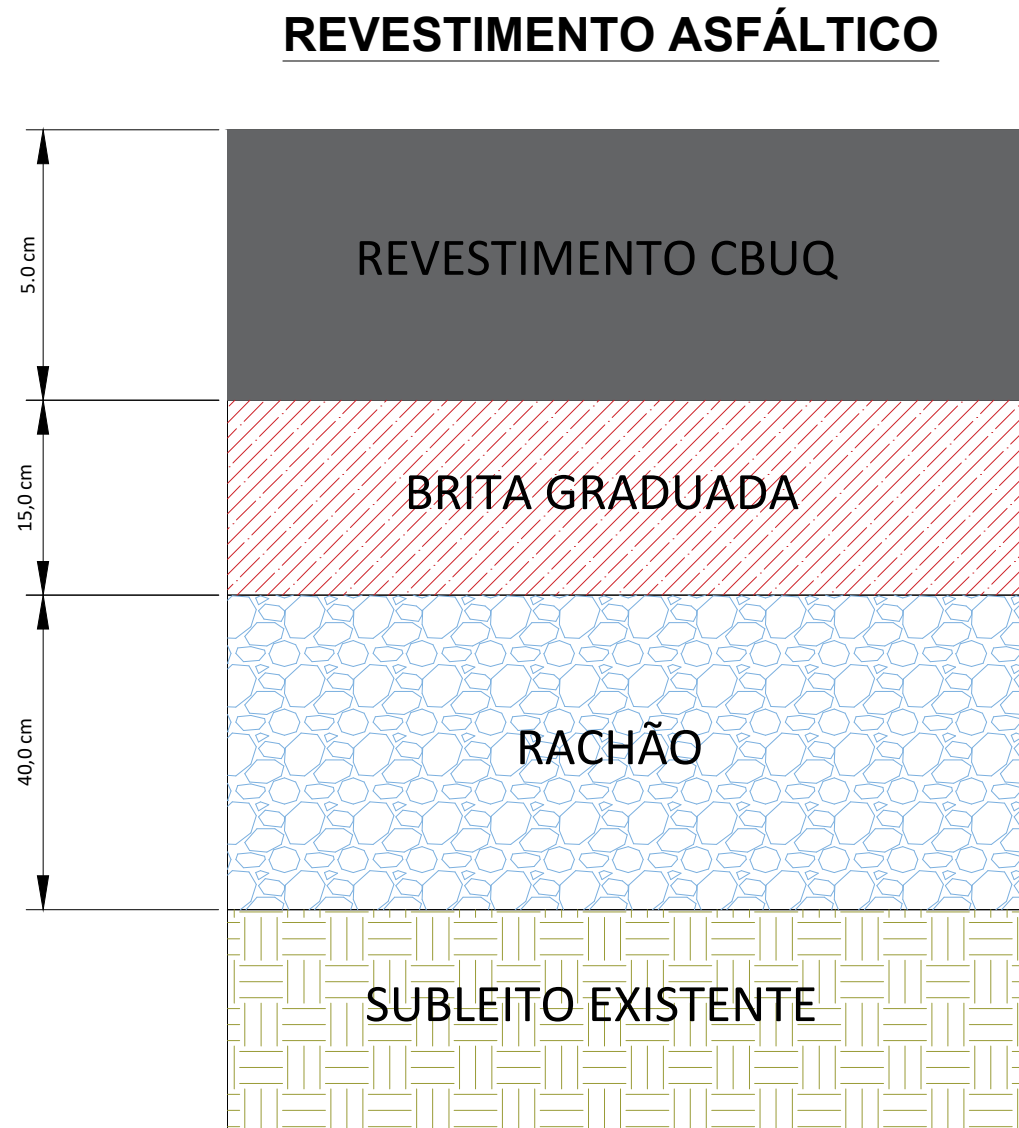 REVESTIMENTO ASFÁLTICO
5.0 cm
REVESTIMENTO CBUQ
15,0 cm
BRITA GRADUADA
40,0 cm
RACHÃO
SUBLEITO EXISTENTE